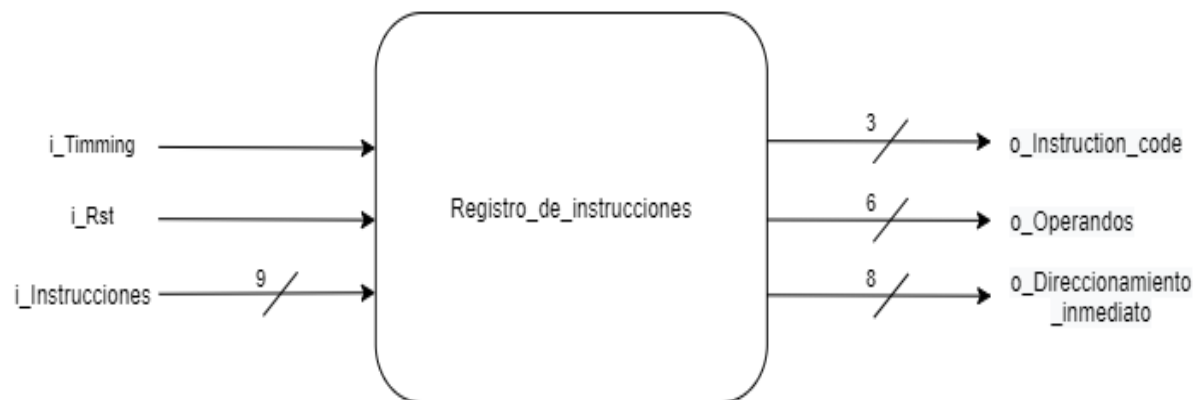 i_Timming
i_Rst
9
i_Instrucciones
Registro_de_instrucciones
3
o_Instruction_code
6
o_Operandos
8
o_Direccionamiento
_inmediato